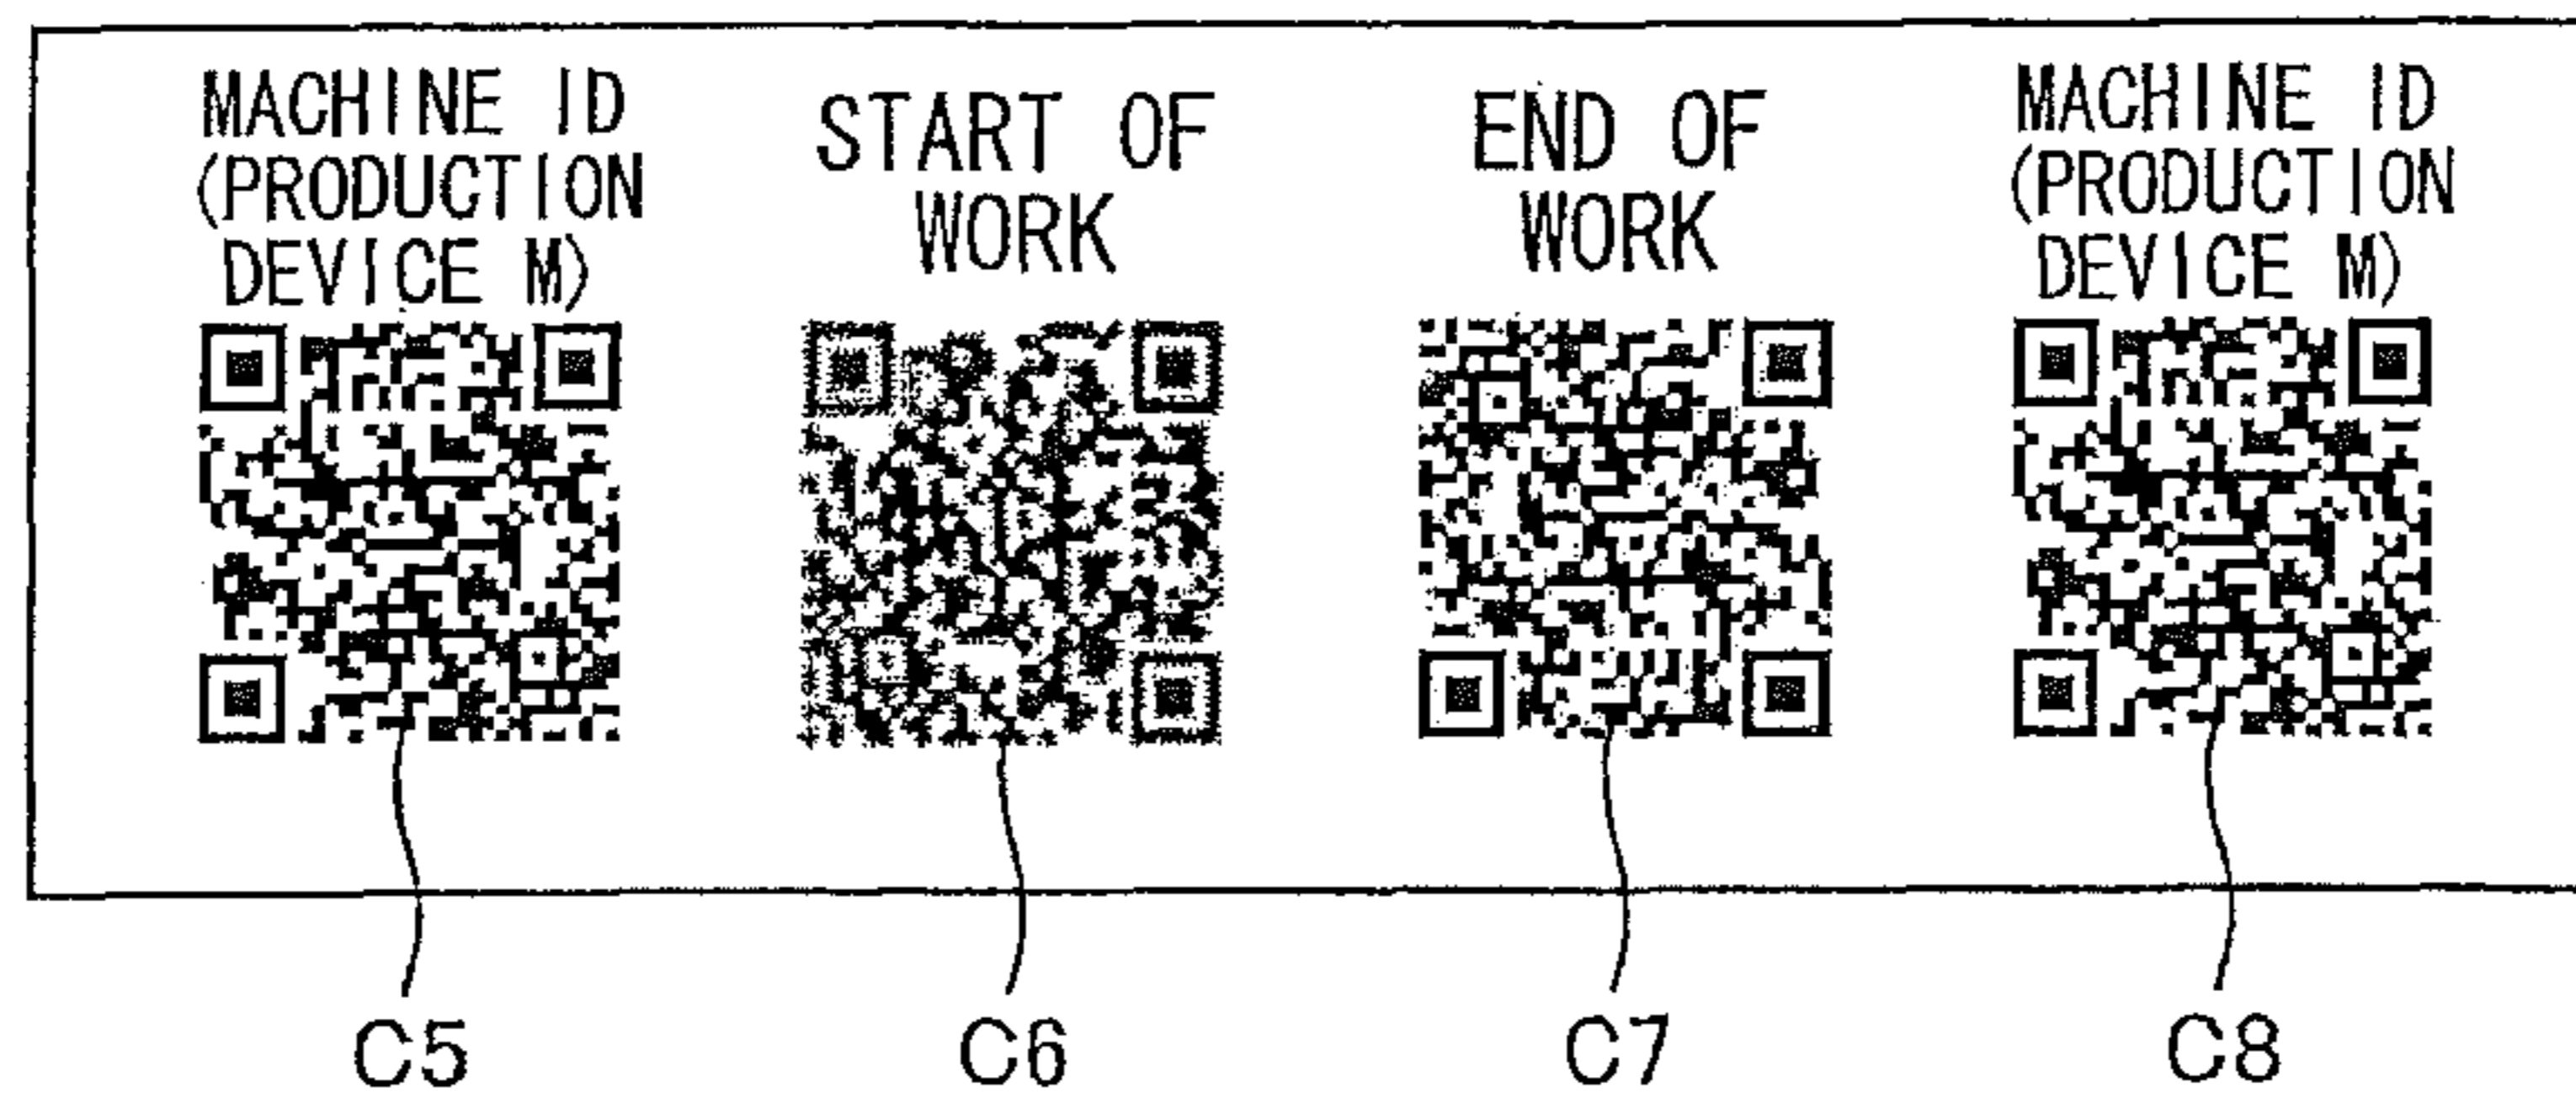 MACHINE ID
(PRODUCTION
DEVICE M)
START OF
WORK
END OF
WORK
MACHINE ID
(PRODUCTION
DEVICE M)
C5
C6
C7
C8